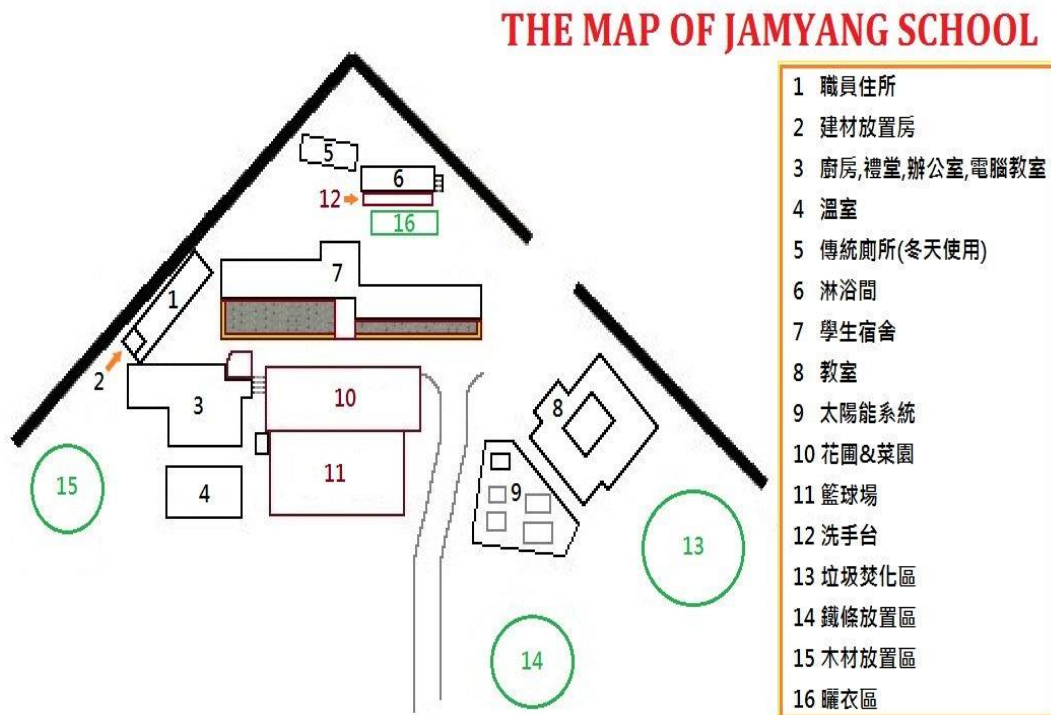 THE MAP OF JAMYANG SCHOOL
1 職員住所
2 建材放置房
3 廚房,禮堂,辦公室,電腦教室
4 溫室
5 傳統廁所(冬天使用)
6 淋浴間
7 學生宿舍
8 教室
9 太陽能系統
10 花圃&菜園
11 籃球場
12 洗手台
13 垃圾焚化區
14 鐵條放置區
15 木材放置區
16 曬衣區
5
6
12
16
7
1
2
3
10
8
15
4
11
9
13
14